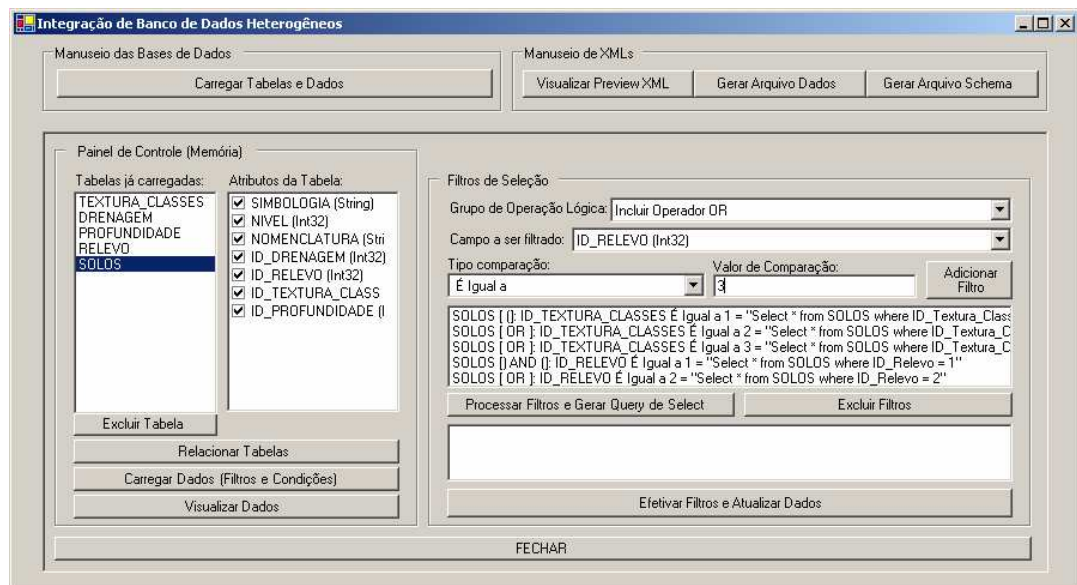 Integração de Banco de Dados Heterogêneos
Manuseio das Bases de Dados
Carregar Tabelas e Dados
Manuseio de XMLs
Visualizar Preview XML
Gerar Arquivo Dados
Gerar Arquivo Schema
Painel de Controle (Memória)
Tabelas já carregadas:
TEXTURA_CLASSES
DRENAGEM
PROFUNDIDADE
RELEVO
SOLOS
Excluir Tabela
Atributos da Tabela:
SIMBOLOGIA (String)
NIVEL (Int32)
NOMENCLATURA (Stri
ID_DRENAGEM (Int32)
ID_RELEVO (Int32)
ID_TEXTURA_CLASS
ID_PROFUNDIDADE (I
Relacionar Tabelas
Carregar Dados (Filtros e Condições)
Visualizar Dados
Filtros de Seleção
Grupo de Operação Lógica: Incluir Operador OR
Campo a ser filtrado: ID_RELEVO (Int32)
Tipo comparação:
É Igual a
Valor de Comparação:
3
Adicionar
Filtro
SOLOS [ (]: ID_TEXTURA_CLASSES É Igual a 1 = "Select * from SOLOS where ID_Textura_Class
SOLOS [ OR ]: ID_TEXTURA_CLASSES É Igual a 2 = "Select * from SOLOS where ID_Textura_C
SOLOS [ OR ]: ID_TEXTURA_CLASSES É Igual a 3 = "Select * from SOLOS where ID_Textura_C
SOLOS [) AND (]: ID_RELEVO É Igual a 1 = "Select * from SOLOS where ID_Relevo = 1"
SOLOS [ OR ]: ID_RELEVO É Igual a 2 = "Select * from SOLOS where ID_Relevo = 2"
Processar Filtros e Gerar Query de Select
Excluir Filtros
Efetivar Filtros e Atualizar Dados
FECHAR